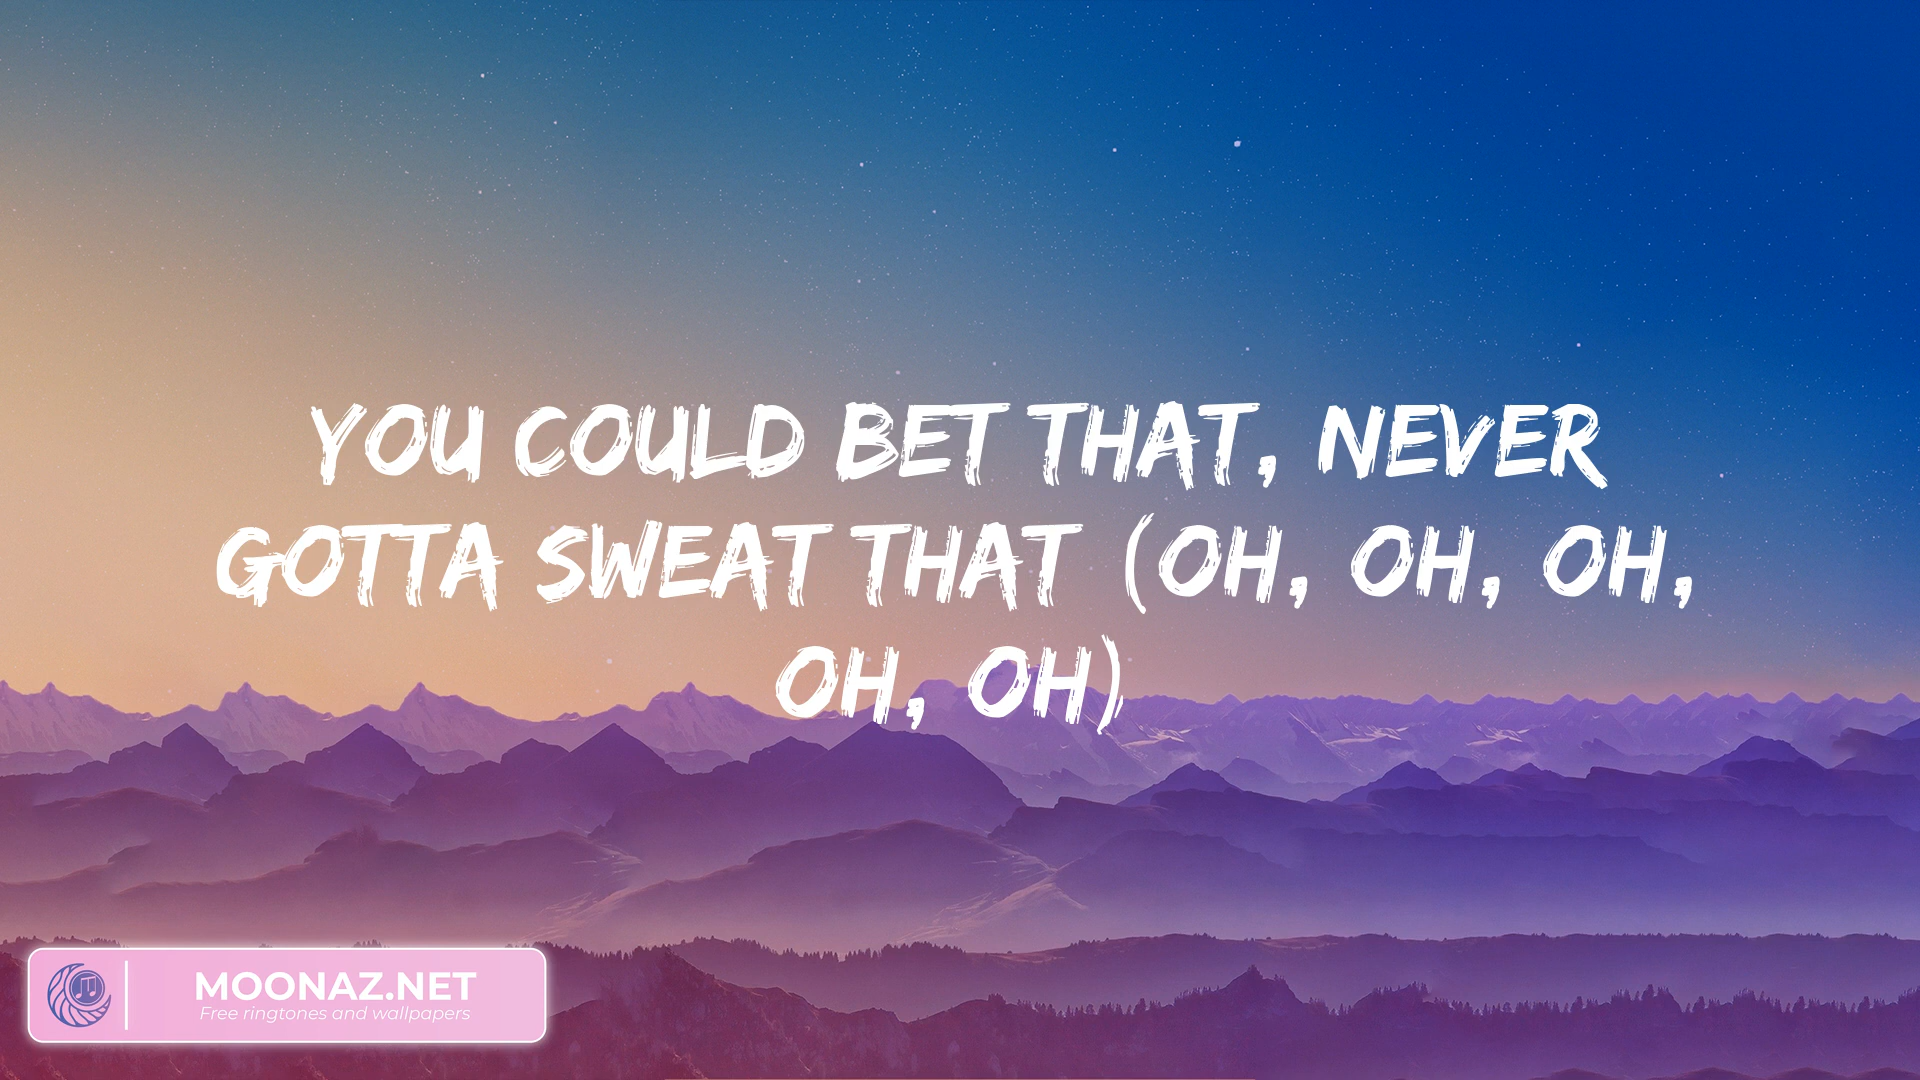 YOU COULD BET THAT, NEVER
GOTTA SWEAT THAT (OH, OH, OH,
OH, OH)
MOONAZ.NET
Free ringtones and wallpapers